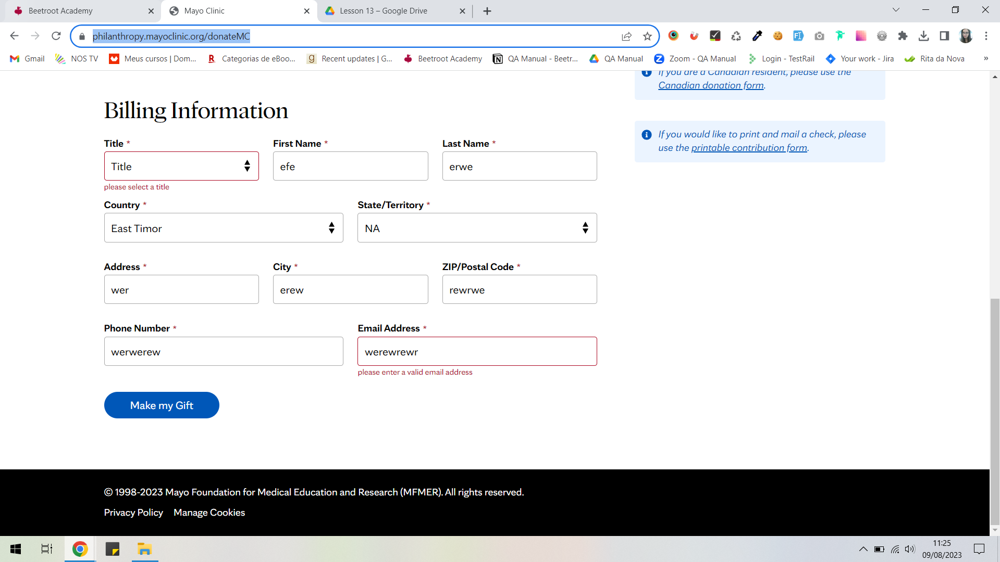 Beetroot Academy
Mayo Clinic
Lesson 13 – Google Drive
philanthropy.mayoclinic.org/donateMC
Gmail
NOS TV
Meus cursos | Dom...
Categorias de eBoo...
Recent updates | G...
Beetroot Academy
QA Manual - Beetr...
QA Manual
Zoom - QA Manual
Login - TestRail
Your work - Jira
Rita da Nova
»
If you are a Canadian resident, please use the
Canadian donation form.
If you would like to print and mail a check, please
use the printable contribution form.
Billing Information
Title *
First Name *
Last Name *
Title
efe
erwe
please select a title
Country *
State/Territory *
East Timor
NA
Address *
City *
ZIP/Postal Code *
wer
erew
rewrwe
Phone Number *
Email Address *
werwerew
werewrewr
please enter a valid email address
Make my Gift
© 1998-2023 Mayo Foundation for Medical Education and Research (MFMER). All rights reserved.
Privacy Policy
Manage Cookies
11:25
09/08/2023